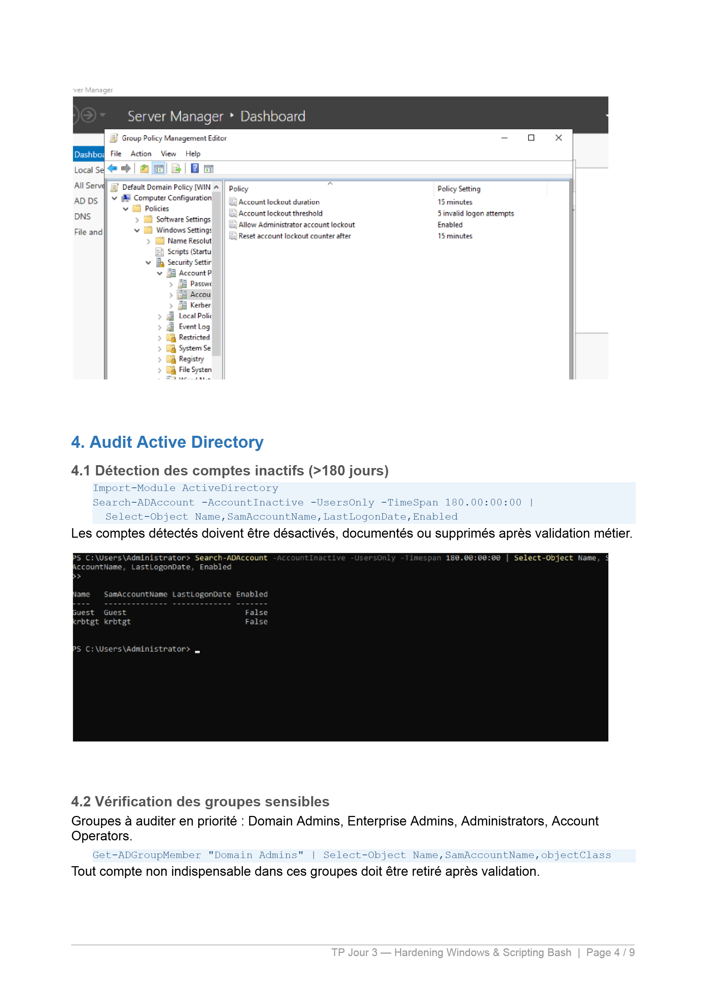 ver Manager
Server Manager ‣ Dashboard
Group Policy Management Editor
File Action View Help
Dashboa
Local Se
All Serve
AD DS
DNS
File and
Default Domain Policy [WIN
Computer Configuration
Policies
Software Settings
Windows Settings
Name Resolut
Scripts (Startu
Security Settin
Account P
Passwo
Accou
Kerber
Local Polic
Event Log
Restricted
System Se
Registry
File System
Policy Policy Setting
Account lockout duration 15 minutes
Account lockout threshold 5 invalid logon attempts
Allow Administrator account lockout Enabled
Reset account lockout counter after 15 minutes
4. Audit Active Directory
4.1 Détection des comptes inactifs (>180 jours)
Import-Module ActiveDirectory
Search-ADAccount -AccountInactive -UsersOnly -TimeSpan 180.00:00:00 |
Select-Object Name,SamAccountName,LastLogonDate,Enabled
Les comptes détectés doivent être désactivés, documentés ou supprimés après validation métier.
PS C:\Users\Administrator> Search-ADAccount -AccountInactive -UsersOnly -Timespan 180.00:00:00 | Select-Object Name, S
AccountName, LastLogonDate, Enabled
>>
Name SamAccountName LastLogonDate Enabled
---- -------------- ------------- -------
Guest Guest False
krbtgt krbtgt False
PS C:\Users\Administrator> _
4.2 Vérification des groupes sensibles
Groupes à auditer en priorité : Domain Admins, Enterprise Admins, Administrators, Account
Operators.
Get-ADGroupMember "Domain Admins" | Select-Object Name,SamAccountName,objectClass
Tout compte non indispensable dans ces groupes doit être retiré après validation.
TP Jour 3 — Hardening Windows & Scripting Bash | Page 4 / 9